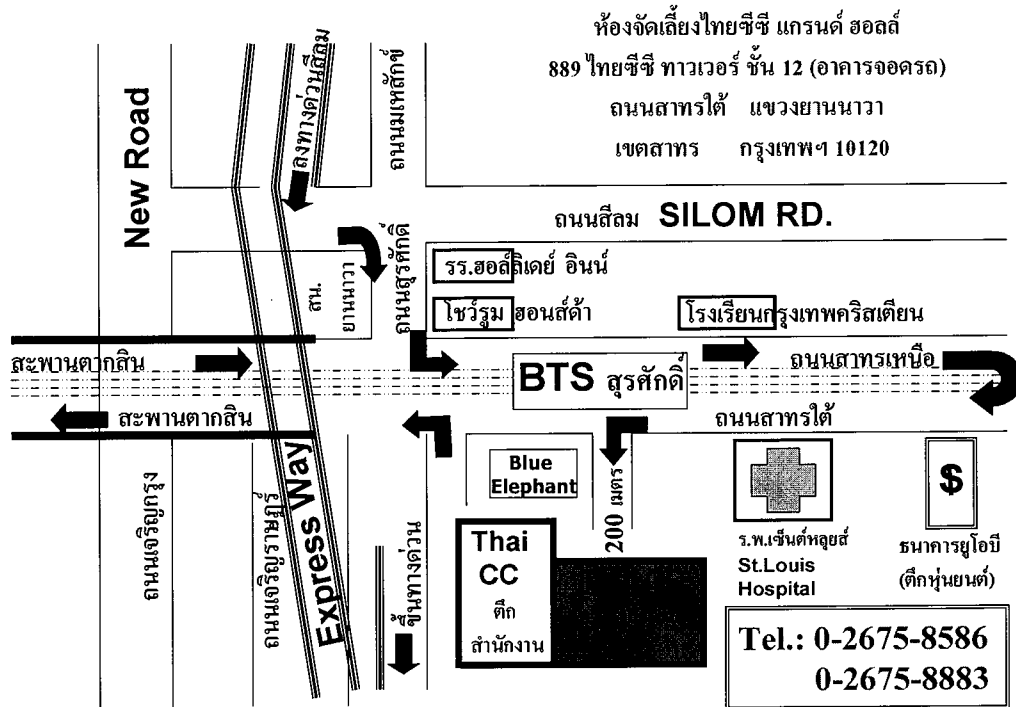 ห้องจัดเลี้ยงไทยซีซี แกรนด์ ฮอลล์
889 ไทยซีซี ทาวเวอร์ ชั้น 12 (อาคารจอดรถ)
ถนนสาทรใต้ แขวงยานนาวา
เขตสาทร กรุงเทพฯ 10120
New Road
ลงทางด่วนสีลม
ถนนมเหสักข์
ถนนสีลม SILOM RD.
สน.
ยานนาวา
ถนนสุรศักดิ์
รร.ฮอลลิเดย์ อินน์
โชว์รูม ฮอนด้า
โรงเรียนกรุงเทพคริสเตียน
สะพานตากสิน
BTS สุรศักดิ์
ถนนสาทรเหนือ
สะพานตากสิน
ถนนสาทรใต้
ถนนเจริญกรุง
ถนนเจริญราษฎร์
Express Way
ขึ้นทางด่วน
Blue
Elephant
200 เมตร
Thai
CC
ตึก
สำนักงาน
ร.พ.เซ็นต์หลุยส์
St.Louis
Hospital
$
ธนาคารยูโอบี
(ตึกหุ่นยนต์)
Tel.: 0-2675-8586
0-2675-8883